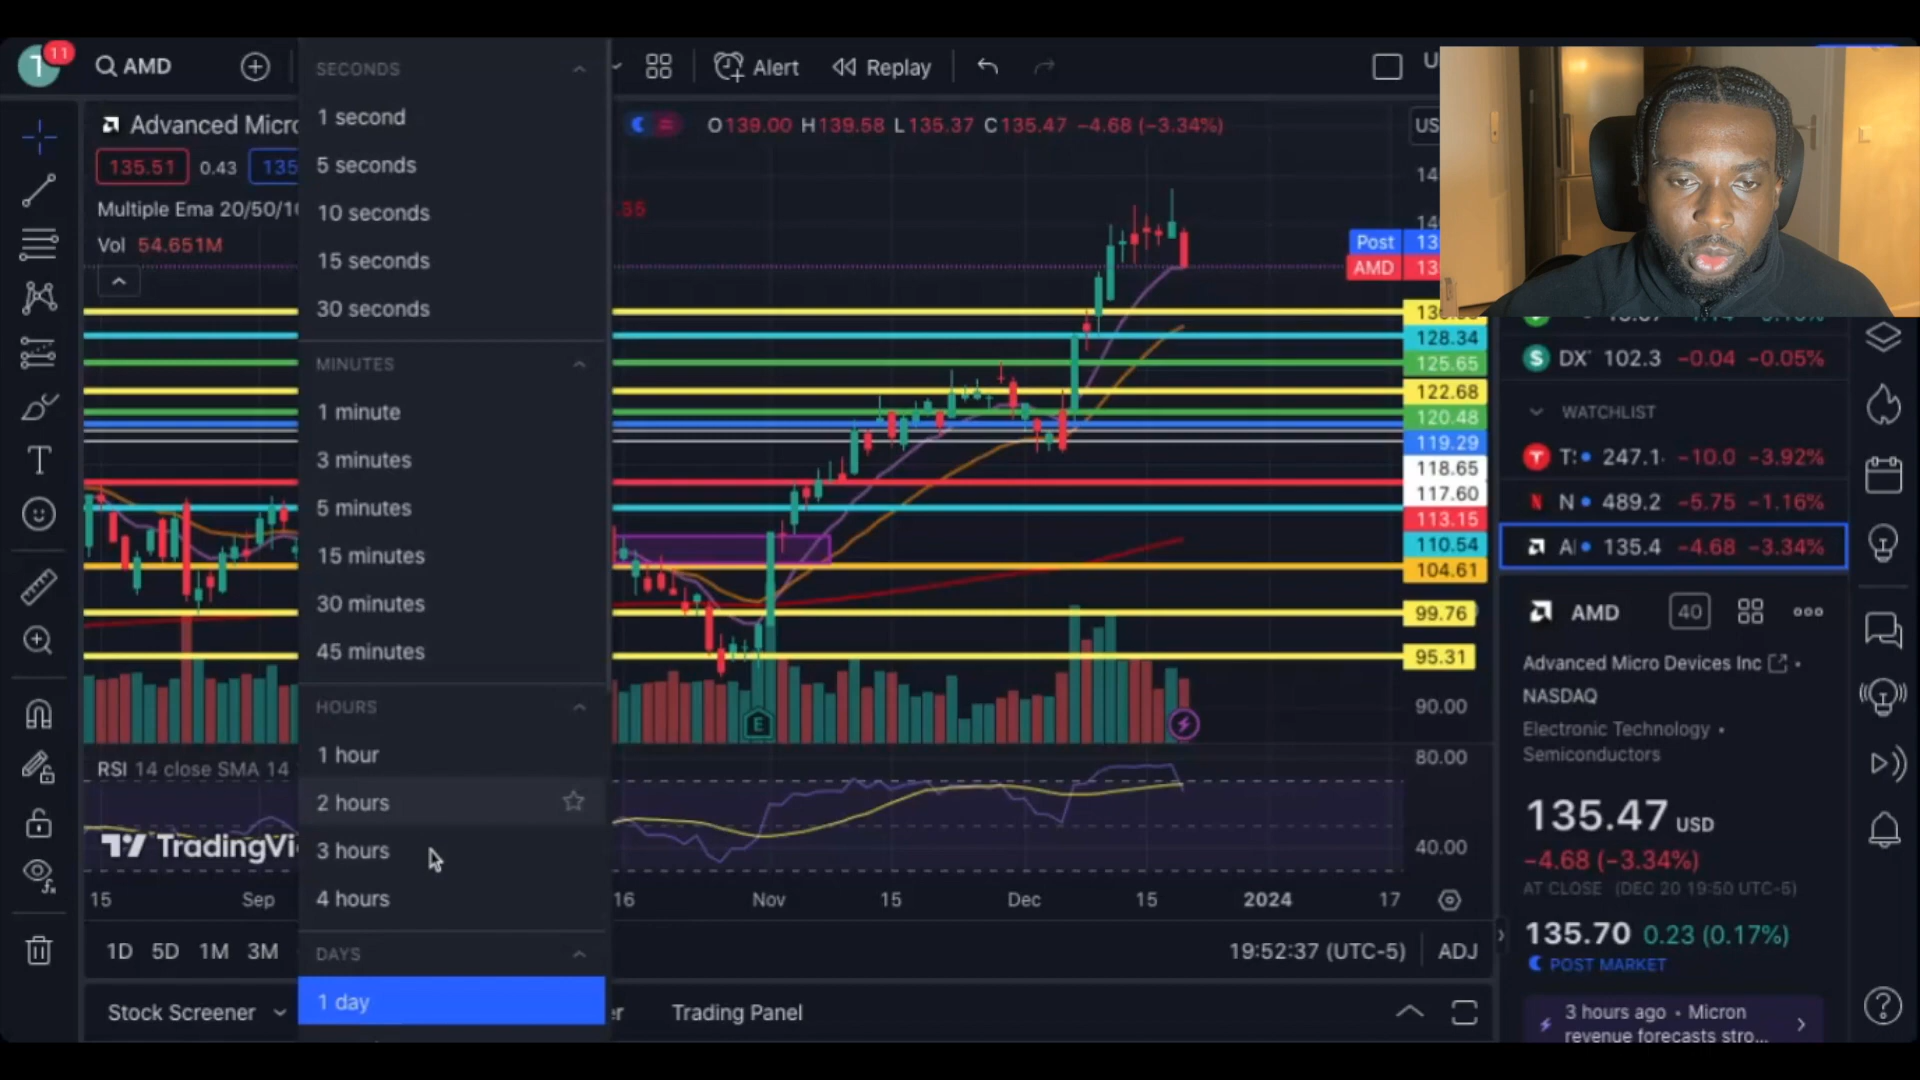 11
T
AMD
Alert
Replay
U
Advanced Micro
O139.00 H139.58 L135.37 C135.47 −4.68 (−3.34%)
US
135.51
0.43
135
Multiple Ema 20/50/10
Vol 54.651M
SECONDS
1 second
5 seconds
10 seconds
15 seconds
30 seconds
MINUTES
1 minute
3 minutes
5 minutes
15 minutes
30 minutes
45 minutes
HOURS
1 hour
2 hours
3 hours
4 hours
DAYS
1 day
14
14
Post 13
AMD 13
128.34
125.65
122.68
120.48
119.29
118.65
117.60
113.15
110.54
104.61
99.76
95.31
90.00
E
80.00
40.00
RSI 14 close SMA 14
TradingVi
15
Sep
16
Nov
15
Dec
15
2024
17
1D 5D 1M 3M
19:52:37 (UTC-5)
ADJ
Stock Screener
er
Trading Panel
DX 102.3 −0.04 −0.05%
WATCHLIST
T 247.1 −10.0 −3.92%
N 489.2 −5.75 −1.16%
A 135.4 −4.68 −3.34%
AMD
40
Advanced Micro Devices Inc
NASDAQ
Electronic Technology •
Semiconductors
135.47 USD
−4.68 (−3.34%)
AT CLOSE (DEC 20 19:50 UTC-5)
135.70 0.23 (0.17%)
POST MARKET
3 hours ago • Micron
revenue forecasts stro...